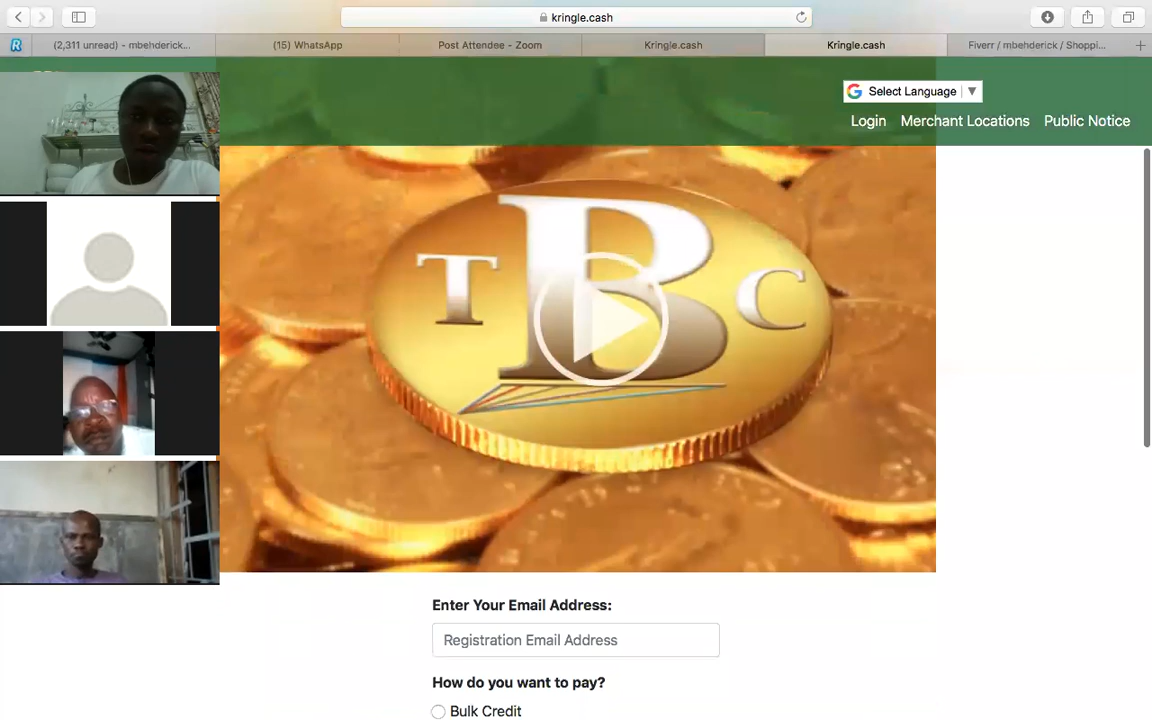 kringle.cash
(2,311 unread) - mbehderick...
(15) WhatsApp
Post Attendee - Zoom
Kringle.cash
Kringle.cash
Fiverr / mbehderick / Shoppi...
Select Language
Login Merchant Locations Public Notice
T B C
Enter Your Email Address:
Registration Email Address
How do you want to pay?
Bulk Credit